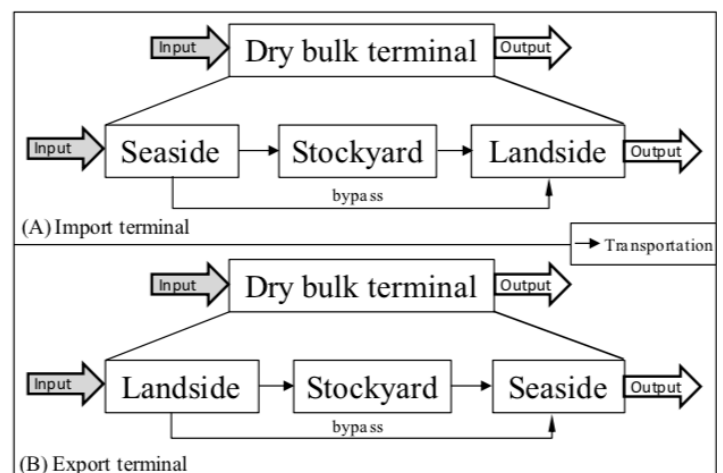 Input
Dry bulk terminal
Output
Input
Seaside
Stockyard
Landside
Output
bypass
(A) Import terminal
Transportation
Input
Dry bulk terminal
Output
Input
Landside
Stockyard
Seaside
Output
bypass
(B) Export terminal